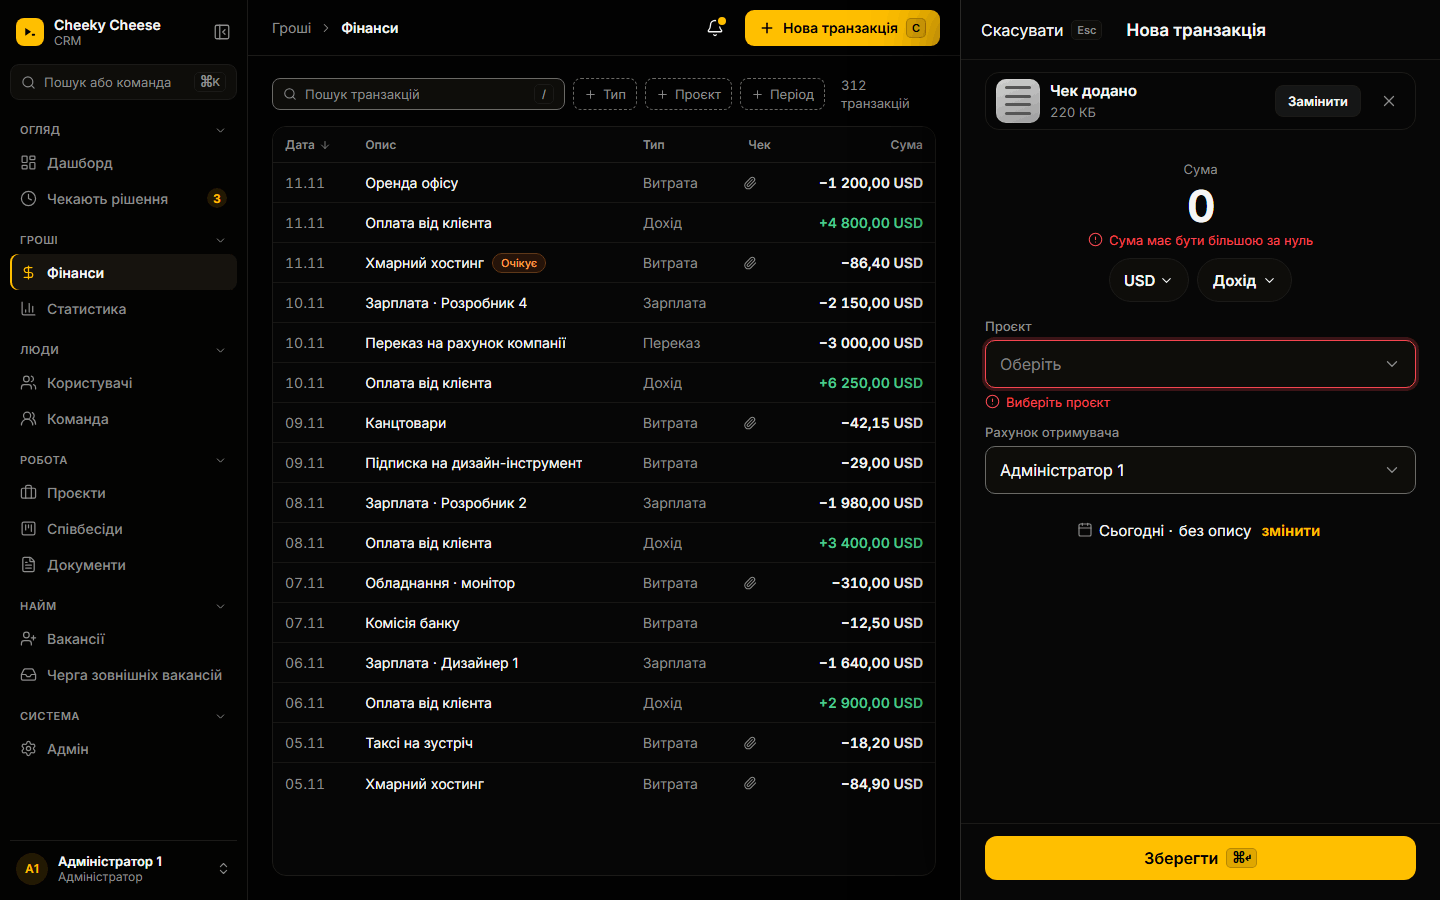 Cheeky Cheese
CRM
Пошук або команда ⌘K
ОГЛЯД
Дашборд
Чекають рішення 3
ГРОШІ
Фінанси
Статистика
ЛЮДИ
Користувачі
Команда
РОБОТА
Проєкти
Співбесіди
Документи
НАЙМ
Вакансії
Черга зовнішніх вакансій
СИСТЕМА
Адмін
A1
Адміністратор 1
Адміністратор
Гроші > Фінанси
+ Нова транзакція C
Пошук транзакцій /
+ Тип
+ Проєкт
+ Період
312
транзакцій
Дата ↓ Опис Тип Чек Сума
11.11 Оренда офісу Витрата −1 200,00 USD
11.11 Оплата від клієнта Дохід +4 800,00 USD
11.11 Хмарний хостинг Очікує Витрата −86,40 USD
10.11 Зарплата · Розробник 4 Зарплата −2 150,00 USD
10.11 Переказ на рахунок компанії Переказ −3 000,00 USD
10.11 Оплата від клієнта Дохід +6 250,00 USD
09.11 Канцтовари Витрата −42,15 USD
09.11 Підписка на дизайн-інструмент Витрата −29,00 USD
08.11 Зарплата · Розробник 2 Зарплата −1 980,00 USD
08.11 Оплата від клієнта Дохід +3 400,00 USD
07.11 Обладнання · монітор Витрата −310,00 USD
07.11 Комісія банку Витрата −12,50 USD
06.11 Зарплата · Дизайнер 1 Зарплата −1 640,00 USD
06.11 Оплата від клієнта Дохід +2 900,00 USD
05.11 Таксі на зустріч Витрата −18,20 USD
05.11 Хмарний хостинг Витрата −84,90 USD
Скасувати Esc Нова транзакція
Чек додано
220 КБ
Замінити
Сума
0
Сума має бути більшою за нуль
USD Дохід
Проєкт
Оберіть
Виберіть проєкт
Рахунок отримувача
Адміністратор 1
Сьогодні · без опису змінити
Зберегти ⌘↵